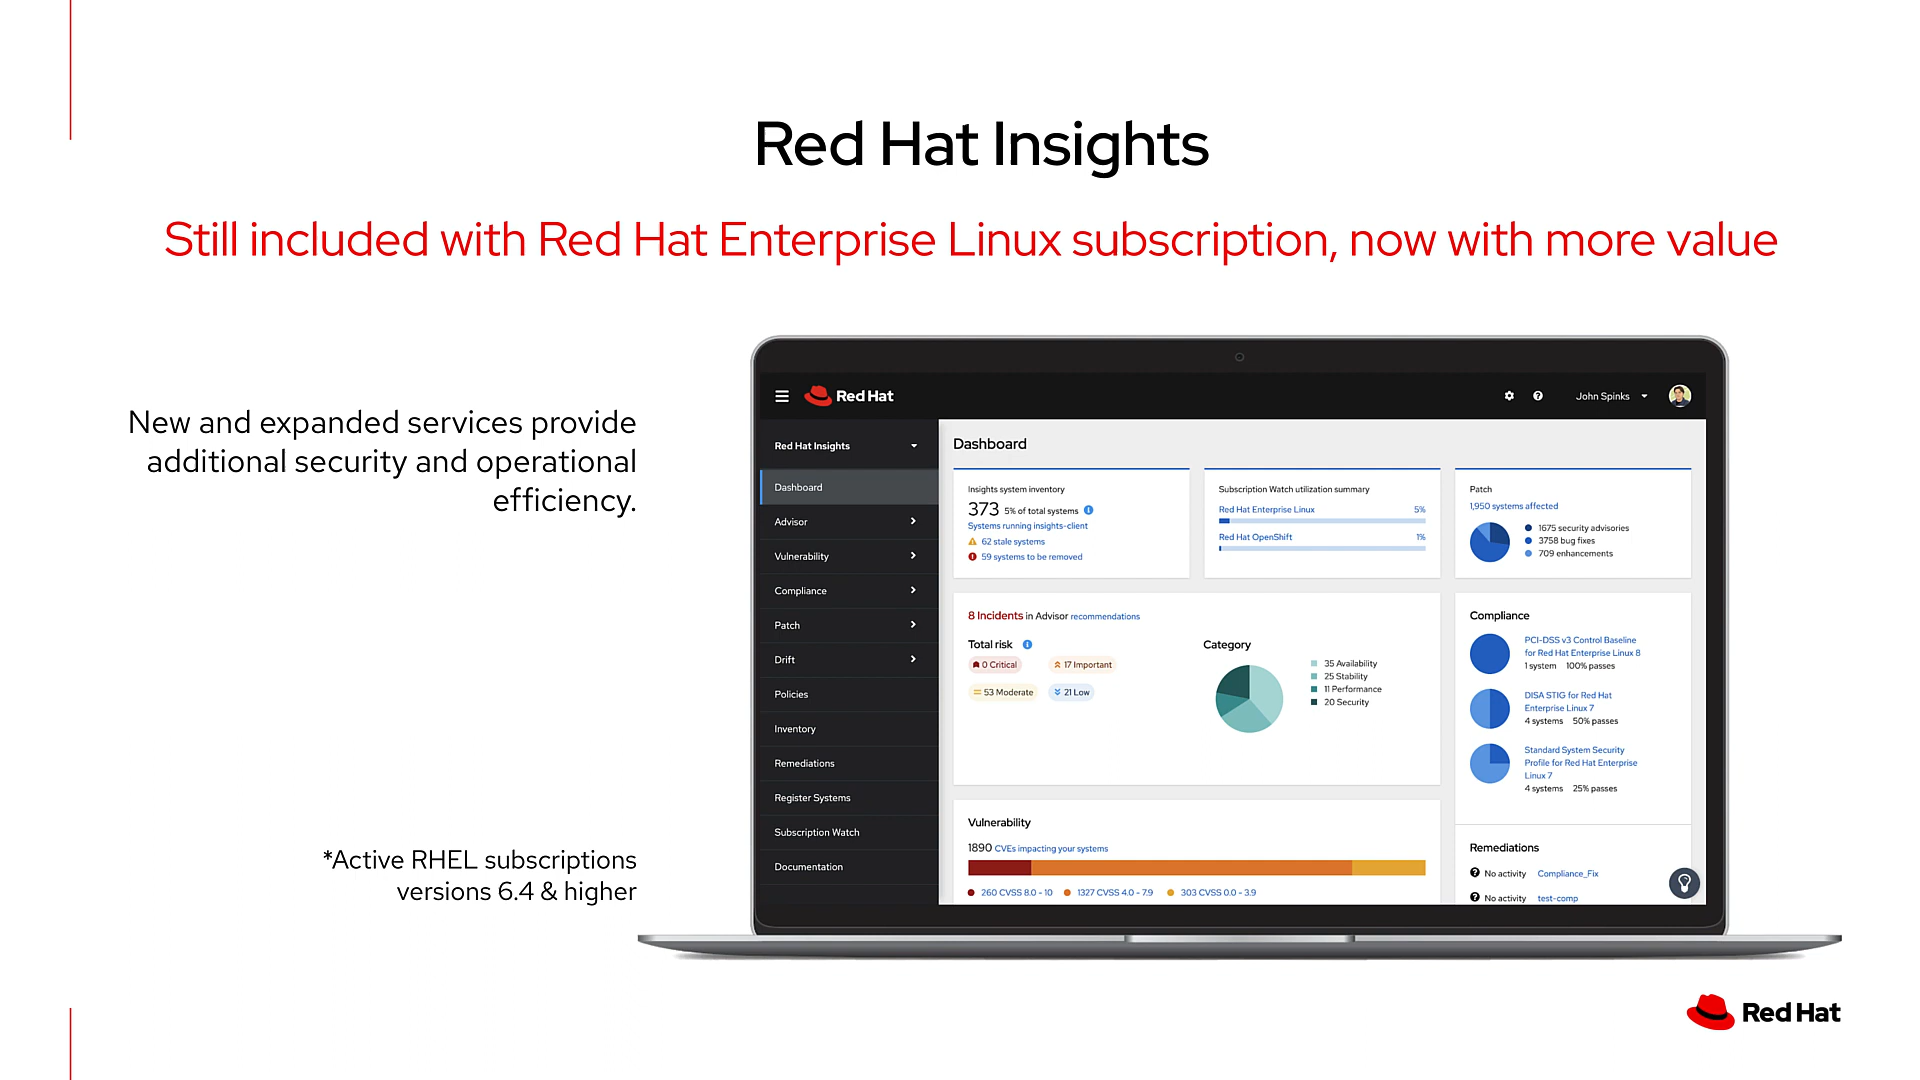 Red Hat Insights
Still included with Red Hat Enterprise Linux subscription, now with more value
New and expanded services provide
additional security and operational
efficiency.
*Active RHEL subscriptions
versions 6.4 & higher
Red Hat
John Spinks
Red Hat Insights
Dashboard
Advisor
Vulnerability
Compliance
Patch
Drift
Policies
Inventory
Remediations
Register Systems
Subscription Watch
Documentation
Dashboard
Insights system inventory
373 5% of total systems
Systems running insights-client
62 stale systems
59 systems to be removed
Subscription Watch utilization summary
Red Hat Enterprise Linux 5%
Red Hat OpenShift 1%
Patch
1,950 systems affected
1675 security advisories
3758 bug fixes
709 enhancements
8 Incidents in Advisor recommendations
Total risk
0 Critical
17 Important
53 Moderate
21 Low
Category
35 Availability
25 Stability
11 Performance
20 Security
Compliance
PCI-DSS v3 Control Baseline
for Red Hat Enterprise Linux 8
1 system 100% passes
DISA STIG for Red Hat
Enterprise Linux 7
4 systems 50% passes
Standard System Security
Profile for Red Hat Enterprise
Linux 7
4 systems 25% passes
Vulnerability
1890 CVEs impacting your systems
260 CVSS 8.0 - 10
1327 CVSS 4.0 - 7.9
303 CVSS 0.0 - 3.9
Remediations
No activity Compliance_Fix
No activity test-comp
Red Hat